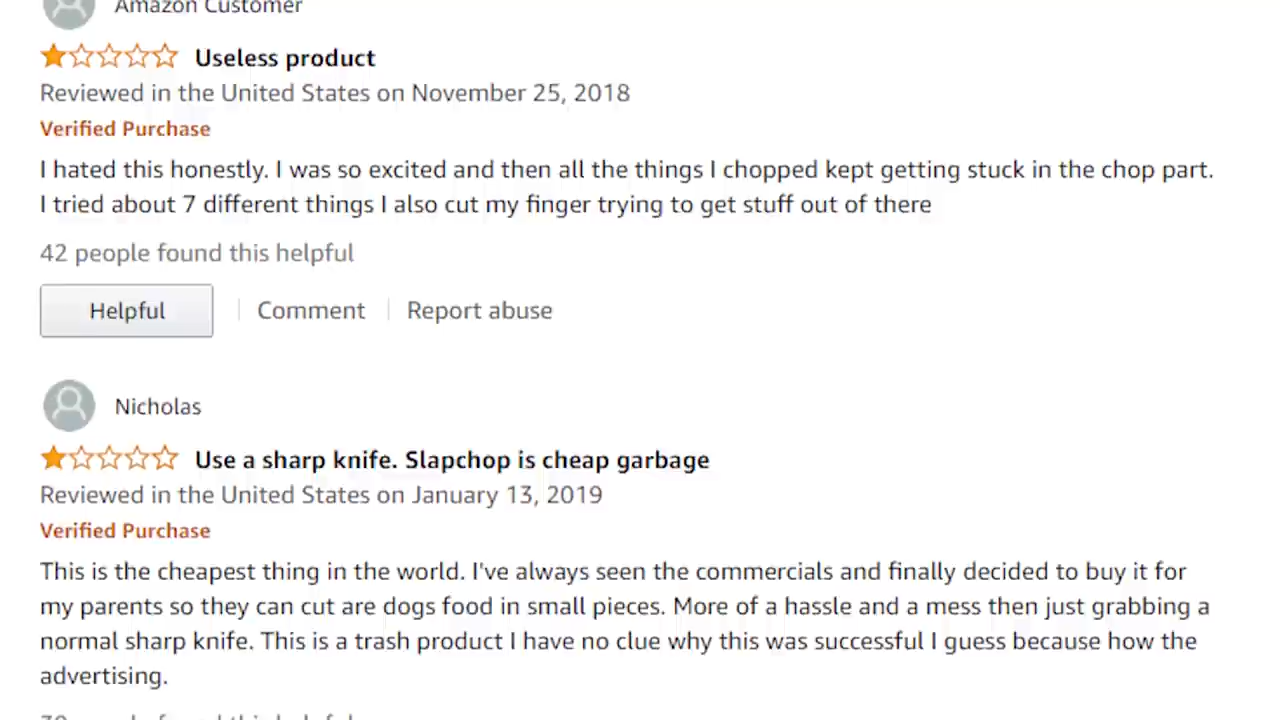 Amazon Customer
Useless product
Reviewed in the United States on November 25, 2018
Verified Purchase
I hated this honestly. I was so excited and then all the things I chopped kept getting stuck in the chop part.
I tried about 7 different things I also cut my finger trying to get stuff out of there
42 people found this helpful
Helpful
Comment
Report abuse
Nicholas
Use a sharp knife. Slapchop is cheap garbage
Reviewed in the United States on January 13, 2019
Verified Purchase
This is the cheapest thing in the world. I've always seen the commercials and finally decided to buy it for
my parents so they can cut are dogs food in small pieces. More of a hassle and a mess then just grabbing a
normal sharp knife. This is a trash product I have no clue why this was successful I guess because how the
advertising.